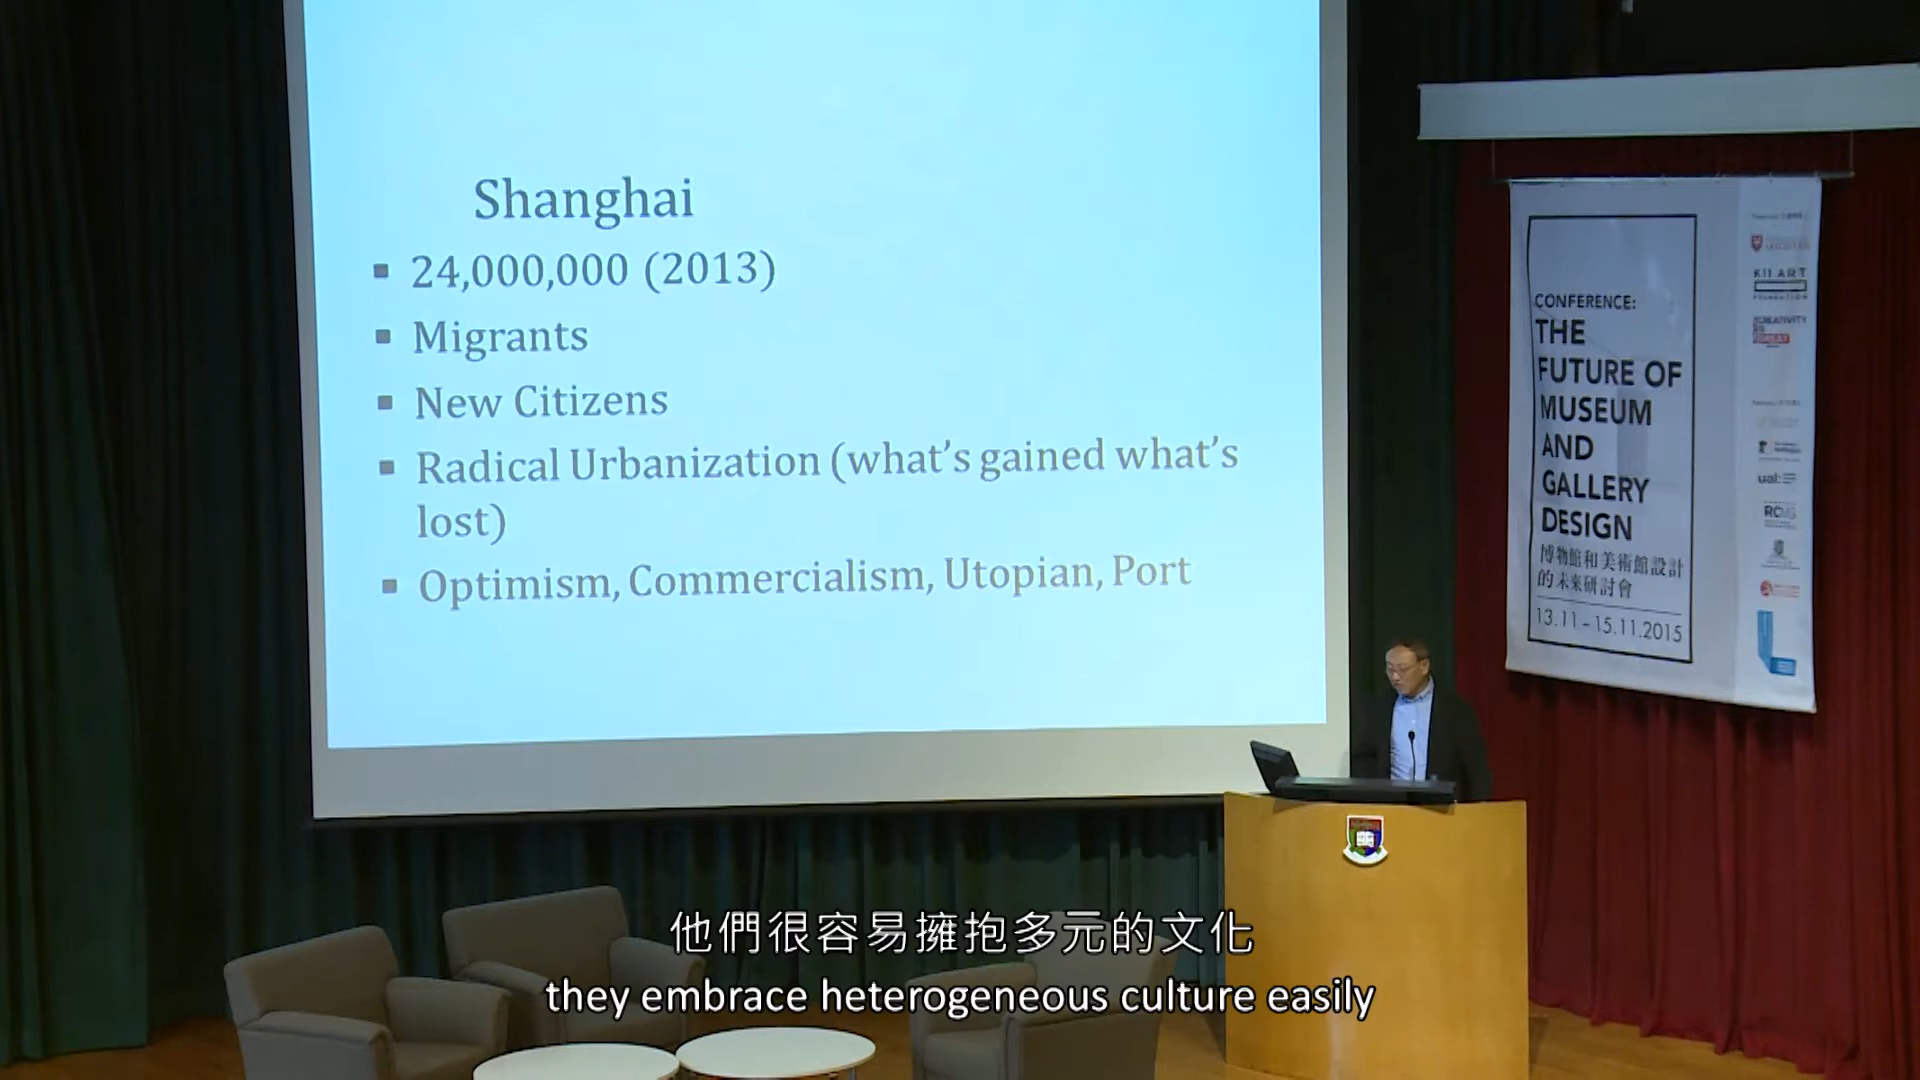 Shanghai
▪ 24,000,000 (2013)
▪ Migrants
▪ New Citizens
▪ Radical Urbanization (what's gained what's
lost)
▪ Optimism, Commercialism, Utopian, Port
CONFERENCE:
THE
FUTURE OF
MUSEUM
AND
GALLERY
DESIGN
博物館和美術館設計
的未來研討會
13.11 – 15.11.2015
ual:
RCMG
他們很容易擁抱多元的文化
they embrace heterogeneous culture easily